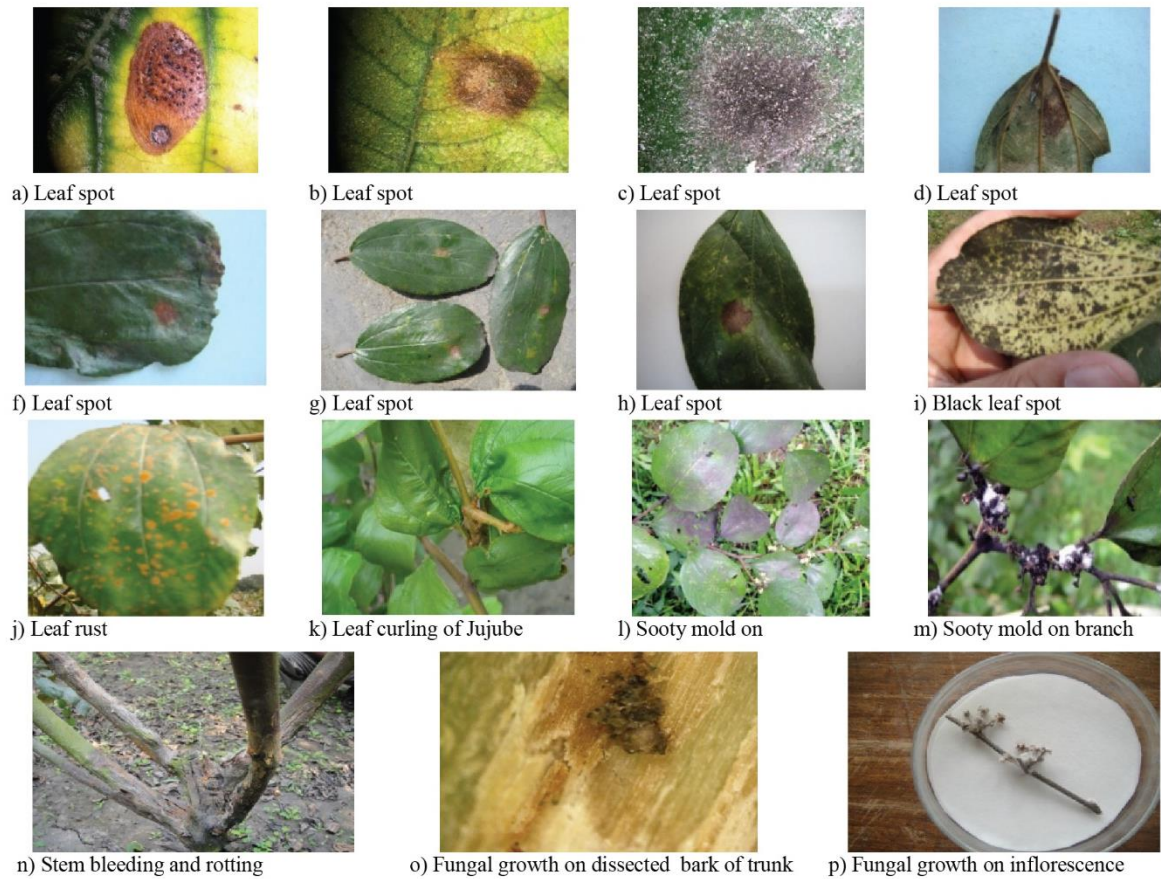 a) Leaf spot
b) Leaf spot
c) Leaf spot
d) Leaf spot
f) Leaf spot
g) Leaf spot
h) Leaf spot
i) Black leaf spot
j) Leaf rust
k) Leaf curling of Jujube
l) Sooty mold on
m) Sooty mold on branch
n) Stem bleeding and rotting
o) Fungal growth on dissected bark of trunk
p) Fungal growth on inflorescence